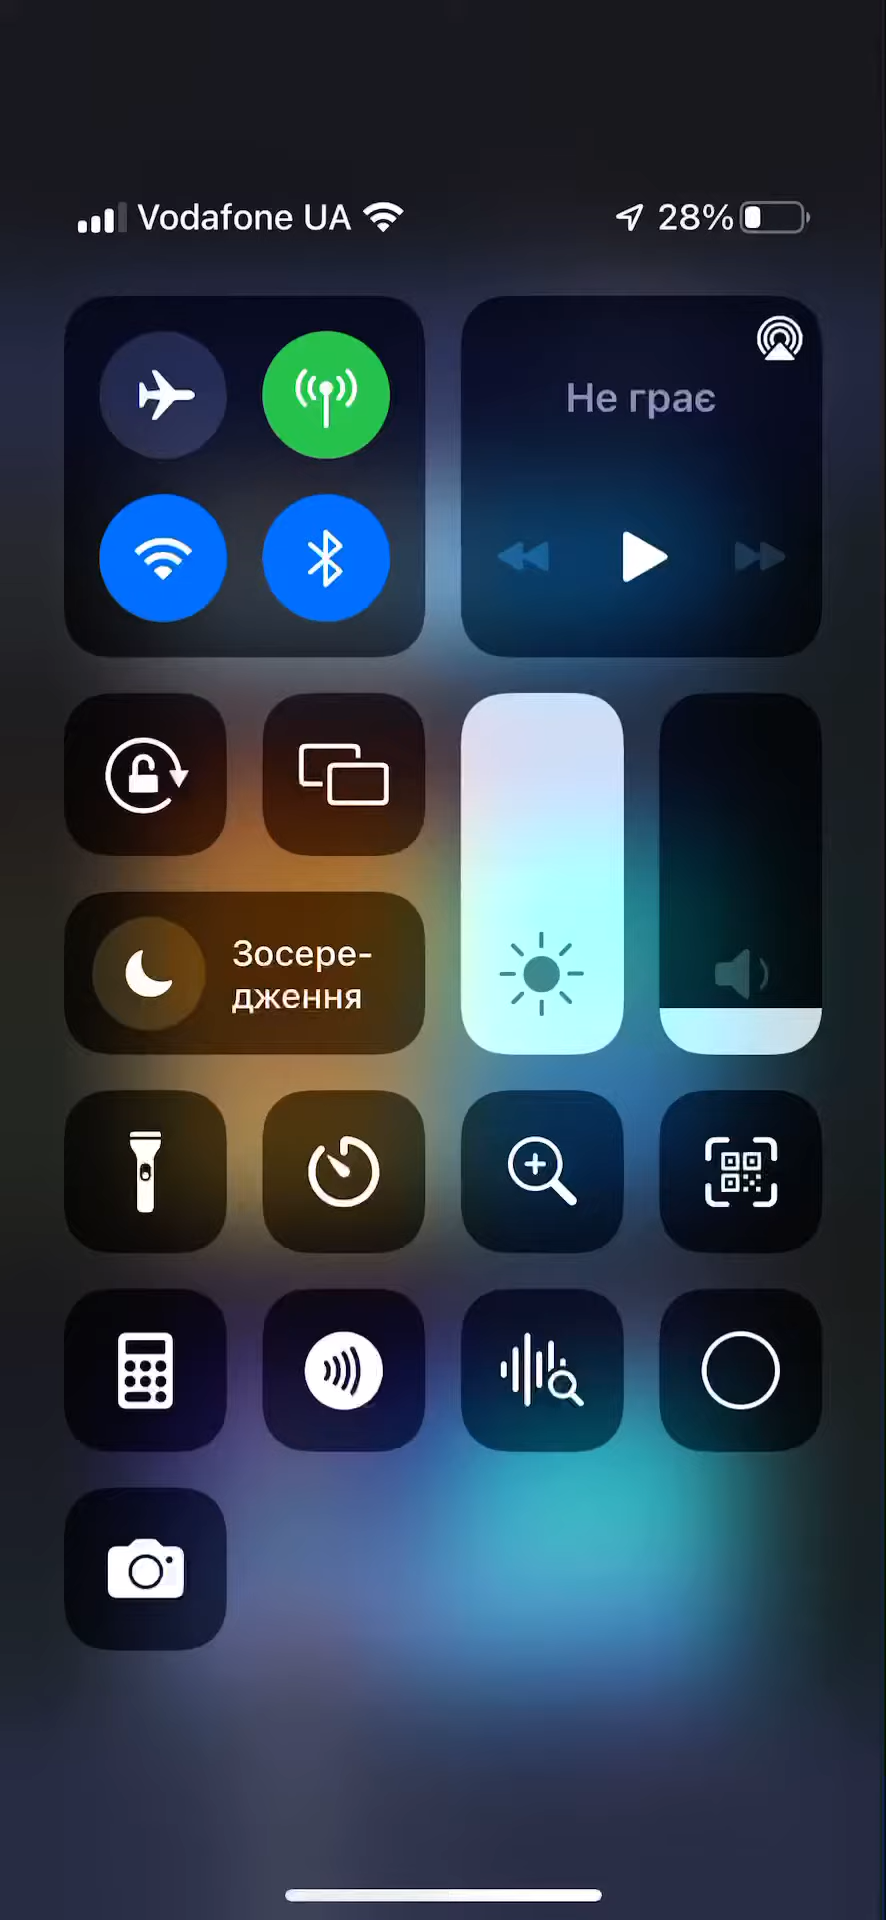 Vodafone UA 28%
Не грає
Зосере-
дження